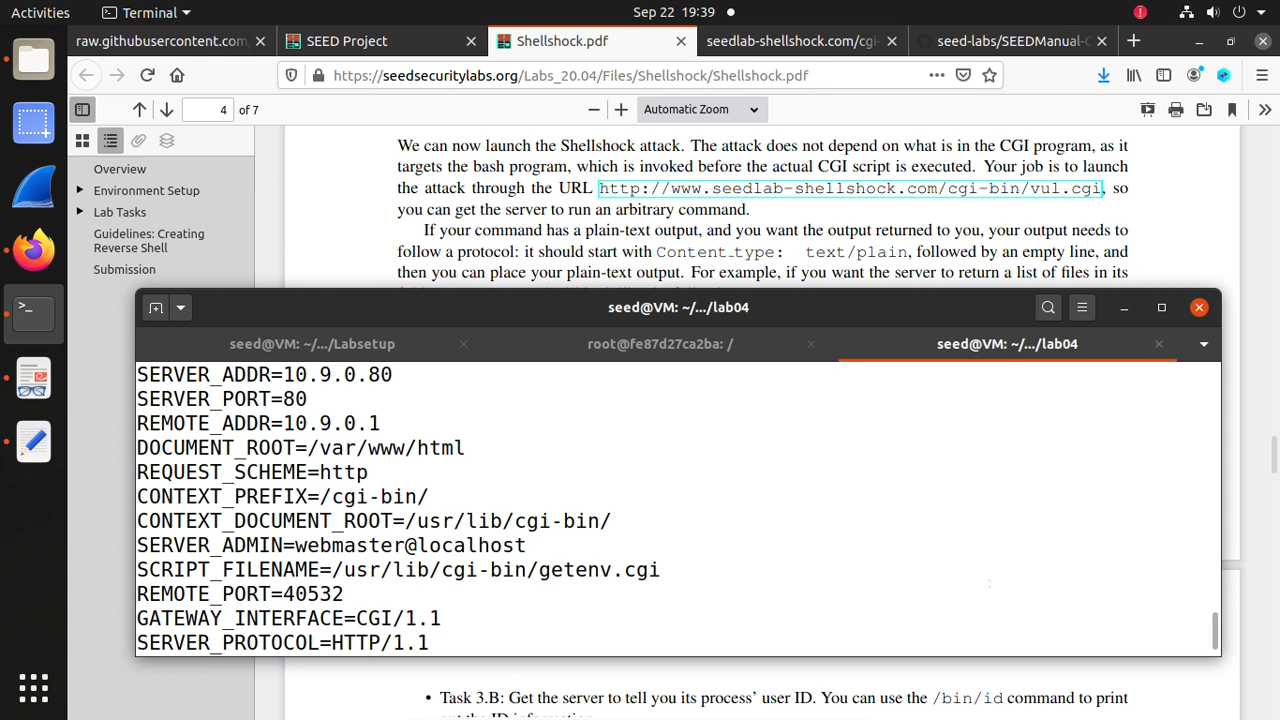 Activities
Terminal
Sep 22 19:39
raw.githubusercontent.com
SEED Project
Shellshock.pdf
seedlab-shellshock.com/cgi-
seed-labs/SEEDManual-
https://seedsecuritylabs.org/Labs_20.04/Files/Shellshock/Shellshock.pdf
4 of 7
Automatic Zoom
Overview
Environment Setup
Lab Tasks
Guidelines: Creating
Reverse Shell
Submission
We can now launch the Shellshock attack. The attack does not depend on what is in the CGI program, as it
targets the bash program, which is invoked before the actual CGI script is executed. Your job is to launch
the attack through the URL http://www.seedlab-shellshock.com/cgi-bin/vul.cgi, so
you can get the server to run an arbitrary command.
If your command has a plain-text output, and you want the output returned to you, your output needs to
follow a protocol: it should start with Content_type: text/plain, followed by an empty line, and
then you can place your plain-text output. For example, if you want the server to return a list of files in its
seed@VM: ~/.../lab04
seed@VM: ~/.../Labsetup
root@fe87d27ca2ba: /
seed@VM: ~/.../lab04
SERVER_ADDR=10.9.0.80
SERVER_PORT=80
REMOTE_ADDR=10.9.0.1
DOCUMENT_ROOT=/var/www/html
REQUEST_SCHEME=http
CONTEXT_PREFIX=/cgi-bin/
CONTEXT_DOCUMENT_ROOT=/usr/lib/cgi-bin/
SERVER_ADMIN=webmaster@localhost
SCRIPT_FILENAME=/usr/lib/cgi-bin/getenv.cgi
REMOTE_PORT=40532
GATEWAY_INTERFACE=CGI/1.1
SERVER_PROTOCOL=HTTP/1.1
• Task 3.B: Get the server to tell you its process' user ID. You can use the /bin/id command to print